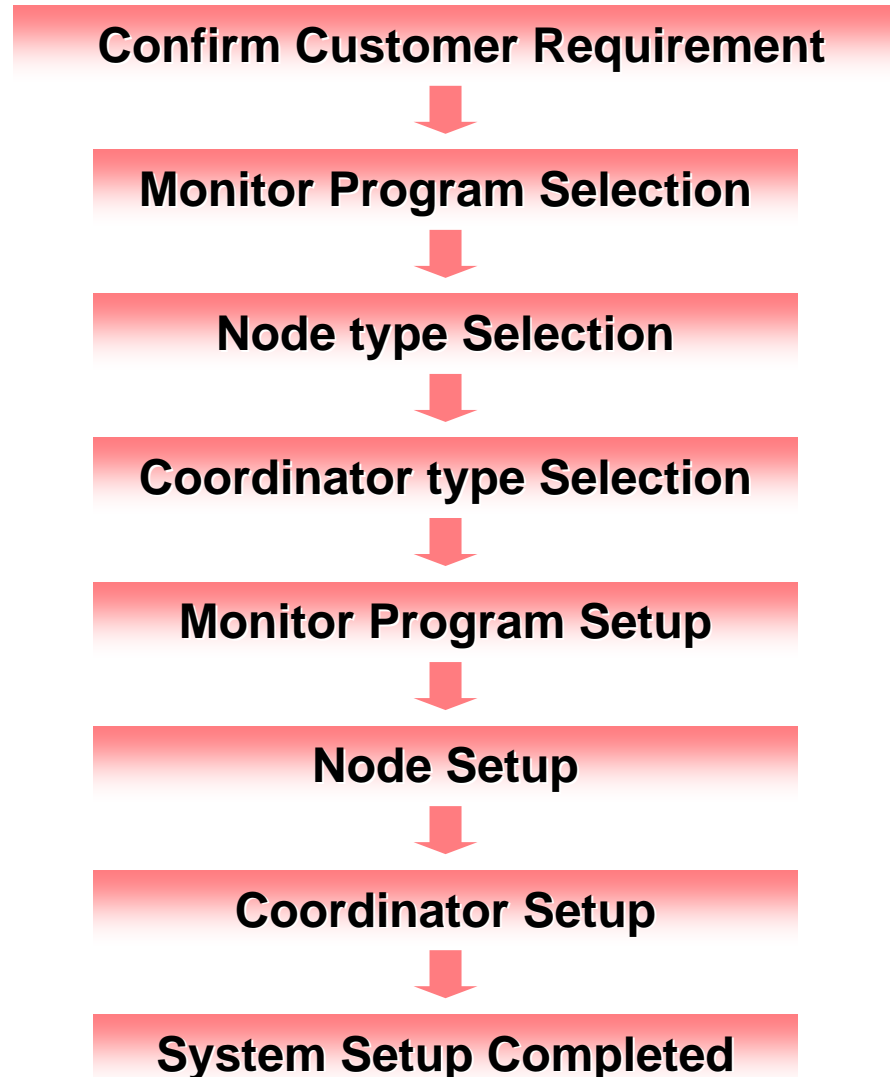 Confirm Customer Requirement
Monitor Program Selection
Node type Selection
Coordinator type Selection
Monitor Program Setup
Node Setup
Coordinator Setup
System Setup Completed